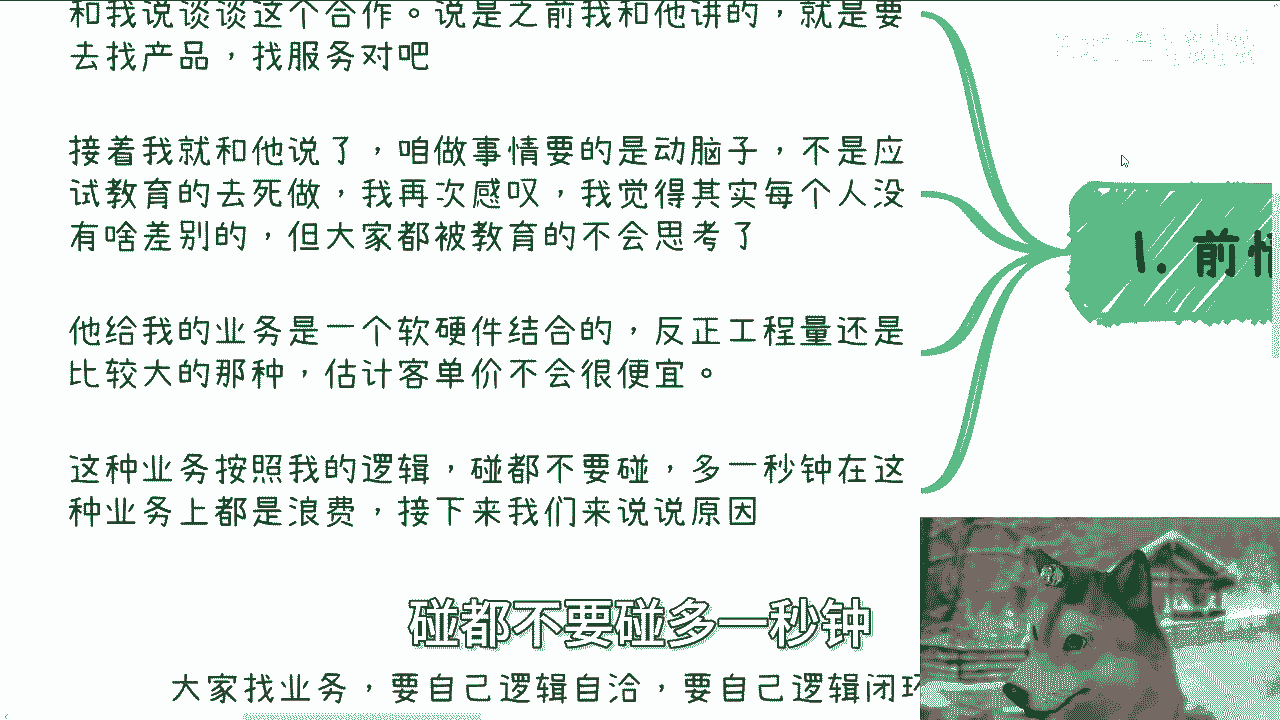 和我说谈谈这个合作。说是之前我和他讲的，就是要
去找产品，找服务对吧
接着我就和他说了，咱做事情要的是动脑子，不是应
试教育的去死做，我再次感叹，我觉得其实每个人没
有啥差别的，但大家都被教育的不会思考了
他给我的业务是一个软硬件结合的，反正工程量还是
比较大的那种，估计客单价不会很便宜。
这种业务按照我的逻辑，碰都不要碰，多一秒钟在这
种业务上都是浪费，接下来我们来说说原因
1. 前情
碰都不要碰多一秒钟
大家找业务，要自己逻辑自洽，要自己逻辑闭环